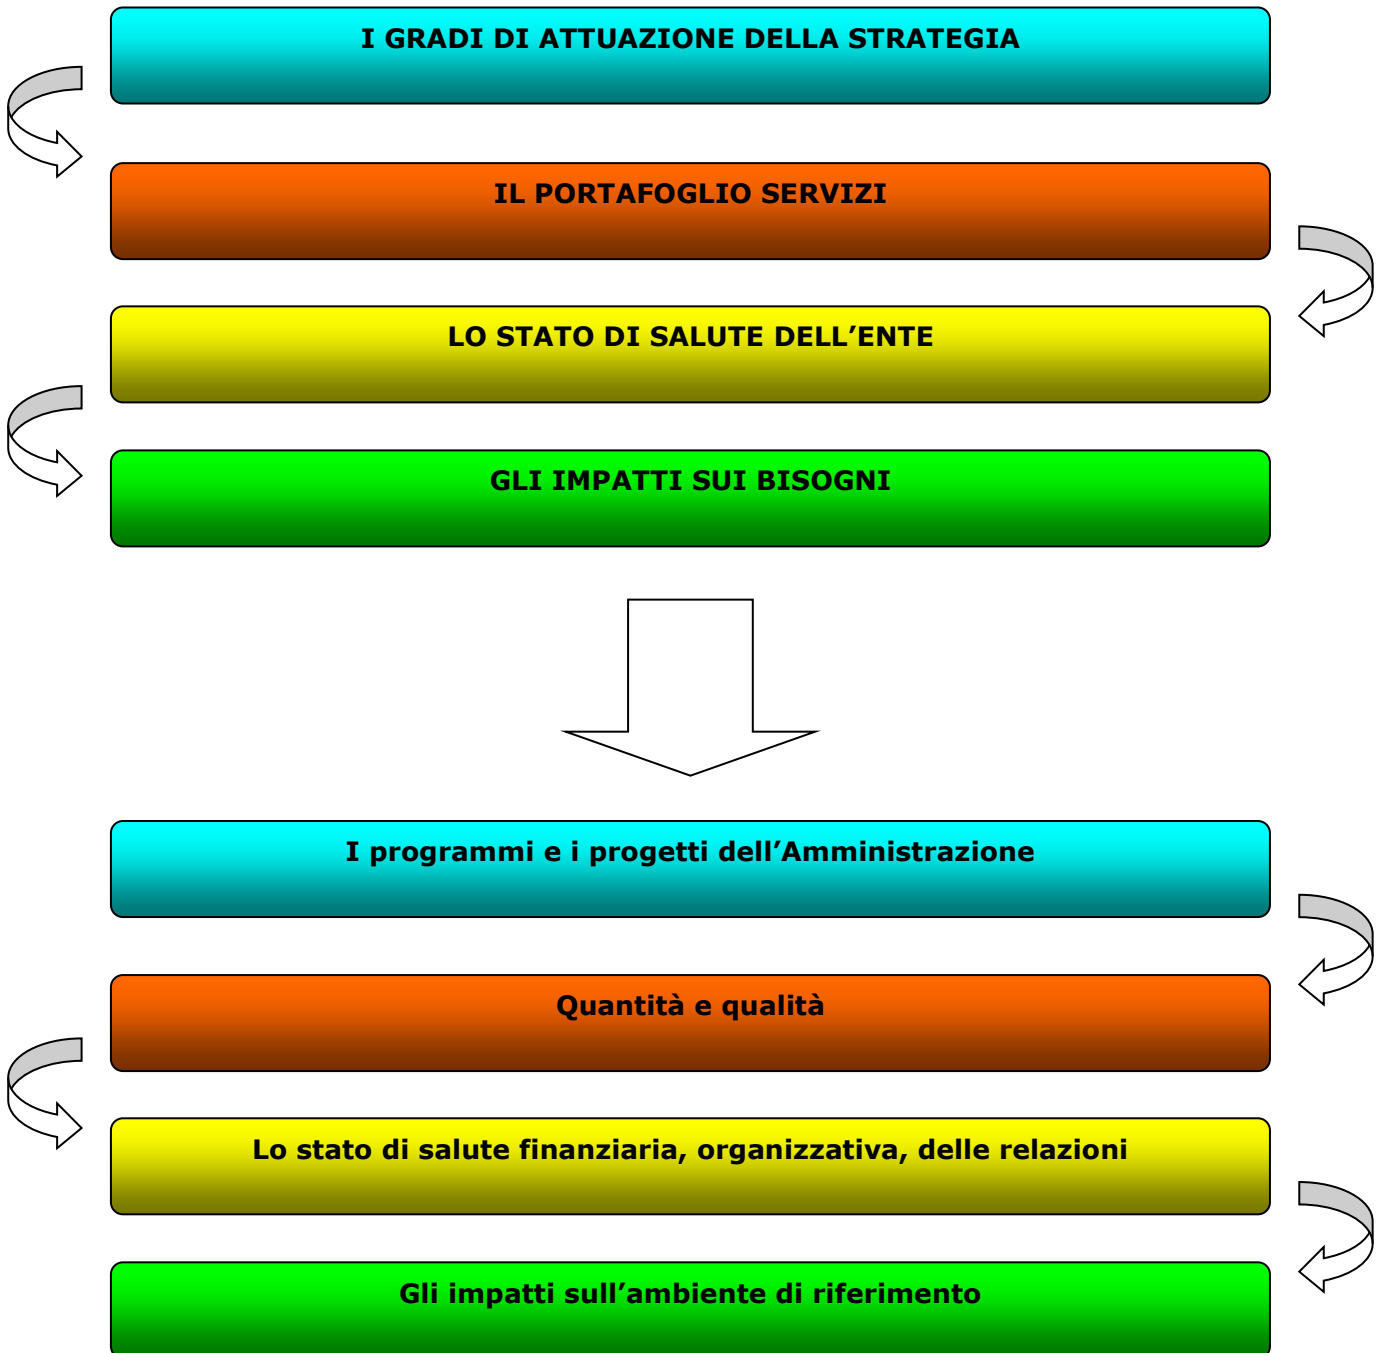 I GRADI DI ATTUAZIONE DELLA STRATEGIA
IL PORTAFOGLIO SERVIZI
LO STATO DI SALUTE DELL’ENTE
GLI IMPATTI SUI BISOGNI
I programmi e i progetti dell’Amministrazione
Quantità e qualità
Lo stato di salute finanziaria, organizzativa, delle relazioni
Gli impatti sull’ambiente di riferimento